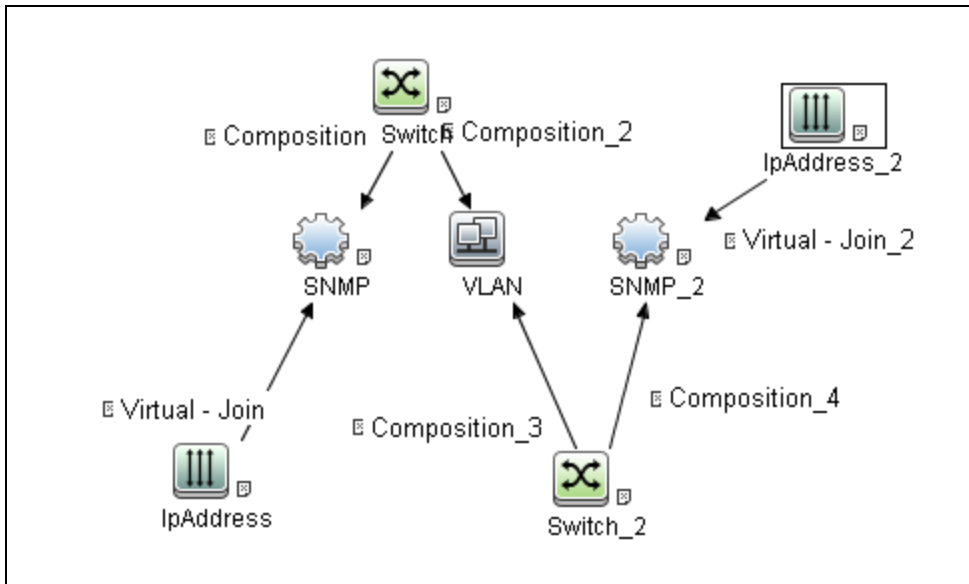 Composition
Switch
Composition_2
IpAddress_2
Virtual - Join_2
SNMP
VLAN
SNMP_2
Virtual - Join
Composition_3
Composition_4
IpAddress
Switch_2